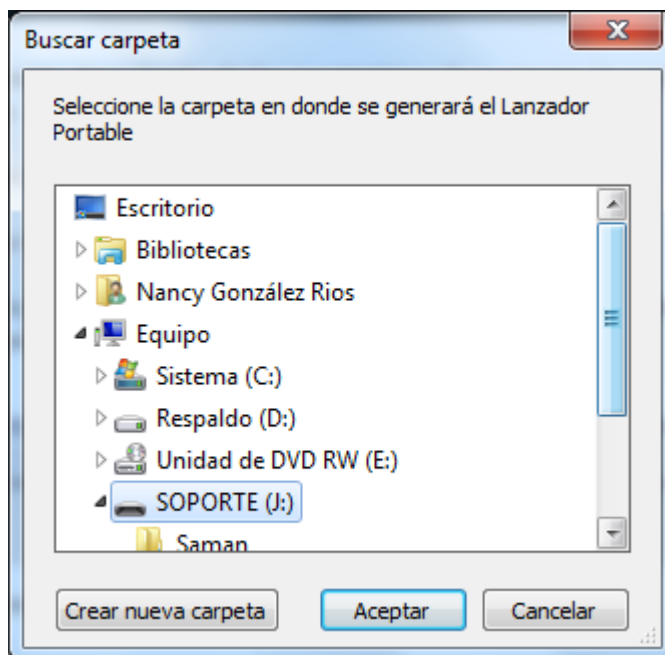 Buscar carpeta
Seleccione la carpeta en donde se generará el Lanzador
Portable
Escritorio
Bibliotecas
Nancy González Rios
Equipo
Sistema (C:)
Respaldo (D:)
Unidad de DVD RW (E:)
SOPORTE (J:)
Saman
Crear nueva carpeta
Aceptar
Cancelar